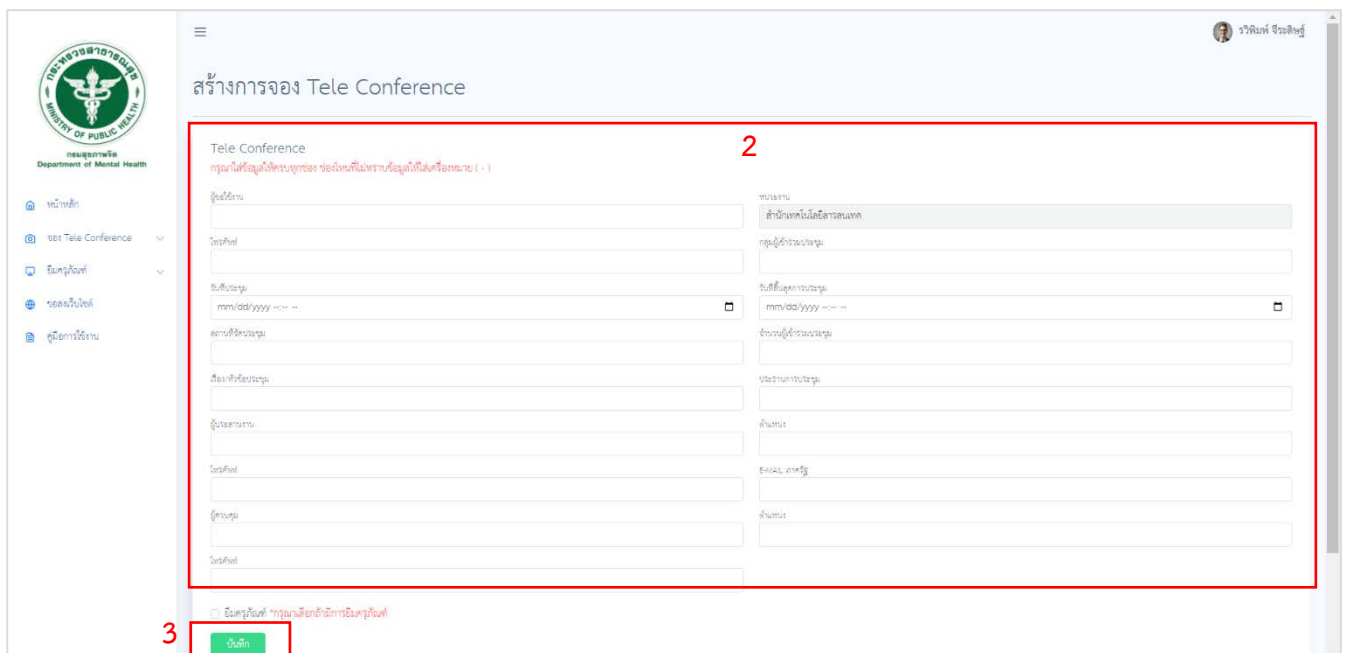 รวิพิมพ์ จีระดิษฐ์
กระทรวงสาธารณสุข
MINISTRY OF PUBLIC HEALTH
กรมสุขภาพจิต
Department of Mental Health
หน้าหลัก
จอง Tele Conference
ยืมครุภัณฑ์
ขอลงเว็บไซต์
คู่มือการใช้งาน
สร้างการจอง Tele Conference
2
Tele Conference
กรุณาใส่ข้อมูลให้ครบทุกช่อง ช่องไหนที่ไม่ทราบข้อมูลให้ใส่เครื่องหมาย ( - )
ผู้ขอใช้งาน
หน่วยงาน
สำนักเทคโนโลยีสารสนเทศ
โทรศัพท์
กลุ่มผู้เข้าร่วมประชุม
วันที่ประชุม
วันที่สิ้นสุดการประชุม
mm/dd/yyyy --:-- --
mm/dd/yyyy --:-- --
สถานที่จัดประชุม
จำนวนผู้เข้าร่วมประชุม
เรื่อง/หัวข้อประชุม
ประธานการประชุม
ผู้ประสานงาน
ตำแหน่ง
โทรศัพท์
E-MAIL ภาครัฐ
ผู้ควบคุม
ตำแหน่ง
โทรศัพท์
ยืมครุภัณฑ์ *กรุณาเลือกถ้ามีการยืมครุภัณฑ์
3
บันทึก